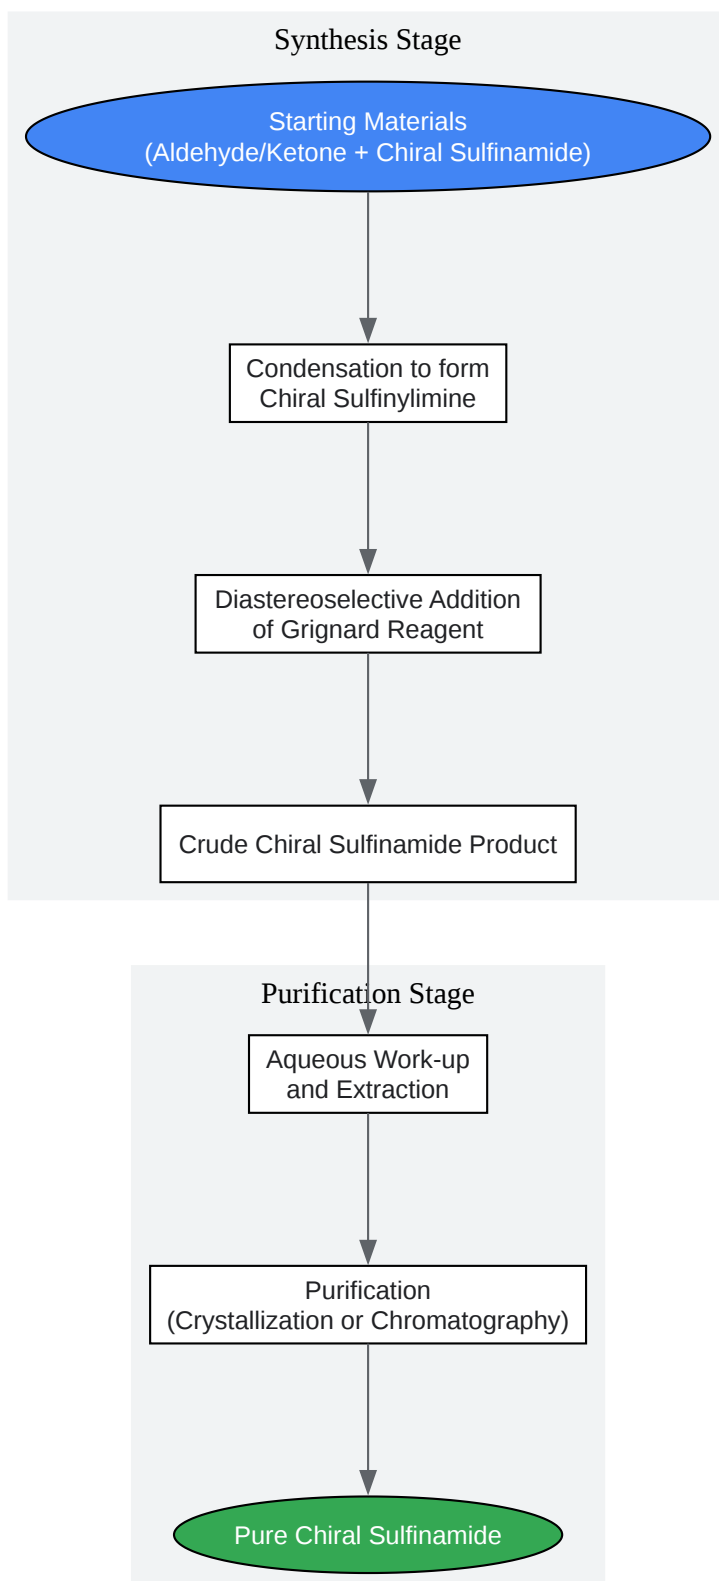 Synthesis Stage
Starting Materials
(Aldehyde/Ketone + Chiral Sulfinamide)
Condensation to form
Chiral Sulfinylimine
Diastereoselective Addition
of Grignard Reagent
Crude Chiral Sulfinamide Product
Purification Stage
Aqueous Work-up
and Extraction
Purification
(Crystallization or Chromatography)
Pure Chiral Sulfinamide